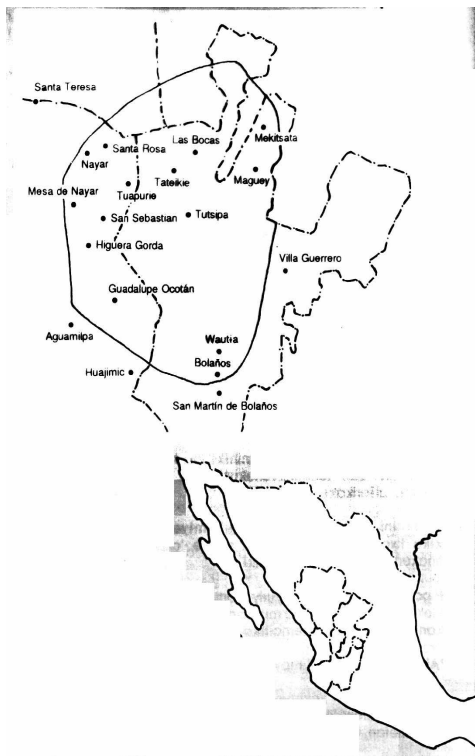 Santa Teresa
Mekitsata
Las Bocas
Santa Rosa
Nayar
Maguey
Tateikie
Tuapurie
Mesa de Nayar
Tutsipa
San Sebastian
Higuera Gorda
Villa Guerrero
Guadalupe Ocotán
Aguamilpa
Wautia
Bolaños
Huajimic
San Martín de Bolaños